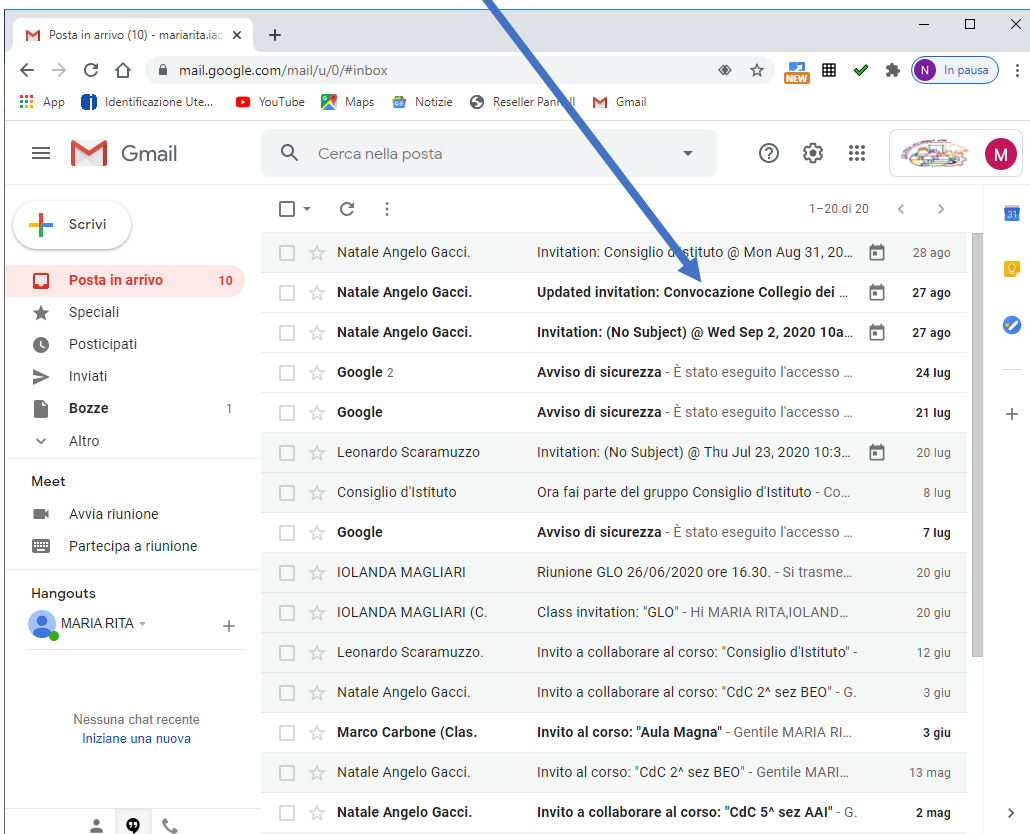 Posta in arrivo (10) - mariarita.iac
mail.google.com/mail/u/0/#inbox
NEW
N In pausa
App Identificazione Ute... YouTube Maps Notizie Reseller Panell Gmail
Gmail
Cerca nella posta
M
Scrivi
1–20 di 20
31
Posta in arrivo 10
Speciali
Posticipati
Inviati
Bozze 1
Altro
Meet
Avvia riunione
Partecipa a riunione
Hangouts
MARIA RITA
Nessuna chat recente
Iniziane una nuova
Natale Angelo Gacci. Invitation: Consiglio d'istituto @ Mon Aug 31, 20... 28 ago
Natale Angelo Gacci. Updated invitation: Convocazione Collegio dei ... 27 ago
Natale Angelo Gacci. Invitation: (No Subject) @ Wed Sep 2, 2020 10a... 27 ago
Google 2 Avviso di sicurezza - È stato eseguito l'accesso ... 24 lug
Google Avviso di sicurezza - È stato eseguito l'accesso ... 21 lug
Leonardo Scaramuzzo Invitation: (No Subject) @ Thu Jul 23, 2020 10:3... 20 lug
Consiglio d'Istituto Ora fai parte del gruppo Consiglio d'Istituto - Co... 8 lug
Google Avviso di sicurezza - È stato eseguito l'accesso ... 7 lug
IOLANDA MAGLIARI Riunione GLO 26/06/2020 ore 16.30. - Si trasme... 20 giu
IOLANDA MAGLIARI (C. Class invitation: "GLO" - Hi MARIA RITA,IOLAND... 20 giu
Leonardo Scaramuzzo. Invito a collaborare al corso: "Consiglio d'Istituto" - 12 giu
Natale Angelo Gacci. Invito a collaborare al corso: "CdC 2^ sez BEO" - G. 3 giu
Marco Carbone (Clas. Invito al corso: "Aula Magna" - Gentile MARIA RI... 3 giu
Natale Angelo Gacci. Invito al corso: "CdC 2^ sez BEO" - Gentile MARI... 13 mag
Natale Angelo Gacci. Invito a collaborare al corso: "CdC 5^ sez AAI" - G. 2 mag